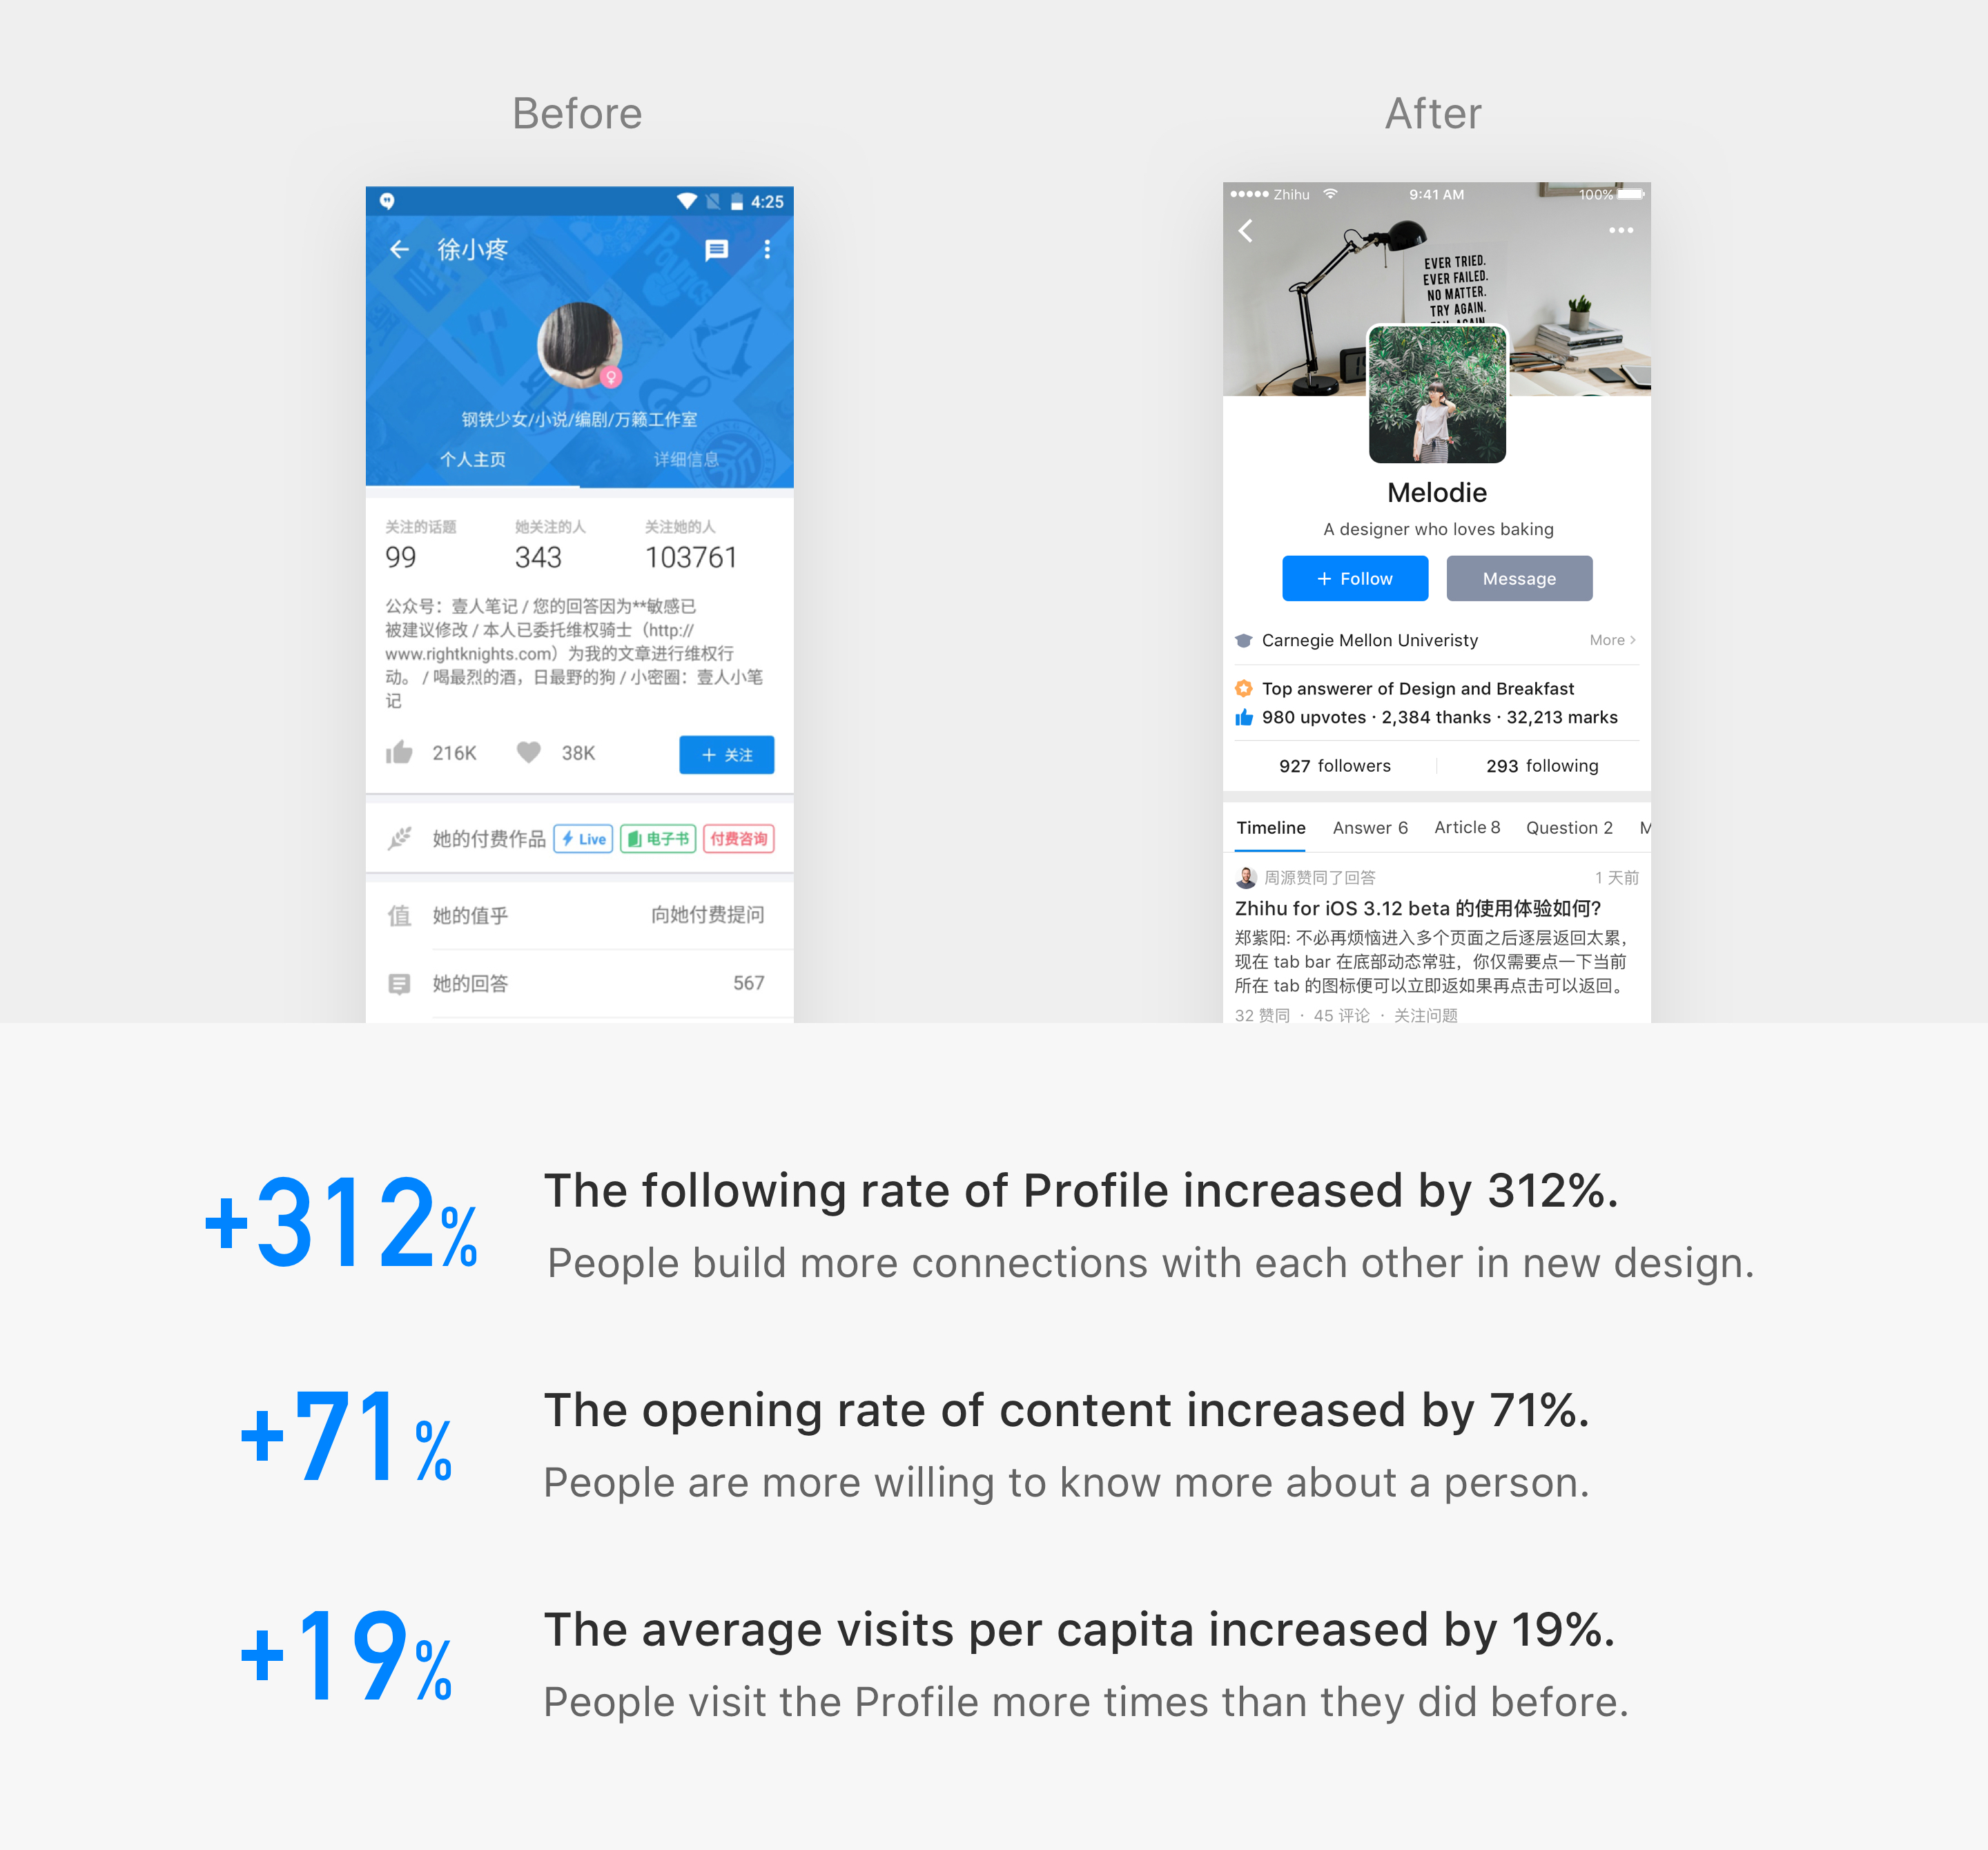 Before
After
4:25
徐小疼
钢铁少女/小说/编剧/万籁工作室
个人主页 详细信息
关注的话题 她关注的人 关注她的人
99 343 103761
公众号：壹人笔记 / 您的回答因为**敏感已
被建议修改 / 本人已委托维权骑士（http://
www.rightknights.com）为我的文章进行维权行
动。 / 喝最烈的酒，日最野的狗 / 小密圈：壹人小笔
记
216K 38K + 关注
她的付费作品 Live 电子书 付费咨询
值 她的值乎 向她付费提问
她的回答 567
Zhihu 9:41 AM 100%
EVER TRIED.
EVER FAILED.
NO MATTER.
TRY AGAIN.
Melodie
A designer who loves baking
+ Follow Message
Carnegie Mellon Univeristy More >
Top answerer of Design and Breakfast
980 upvotes · 2,384 thanks · 32,213 marks
927 followers 293 following
Timeline Answer 6 Article 8 Question 2 M
周源赞同了回答 1 天前
Zhihu for iOS 3.12 beta 的使用体验如何？
郑紫阳: 不必再烦恼进入多个页面之后逐层返回太累，
现在 tab bar 在底部动态常驻，你仅需要点一下当前
所在 tab 的图标便可以立即返如果再点击可以返回。
32 赞同 · 45 评论 · 关注问题
+312%
The following rate of Profile increased by 312%.
People build more connections with each other in new design.
+71%
The opening rate of content increased by 71%.
People are more willing to know more about a person.
+19%
The average visits per capita increased by 19%.
People visit the Profile more times than they did before.